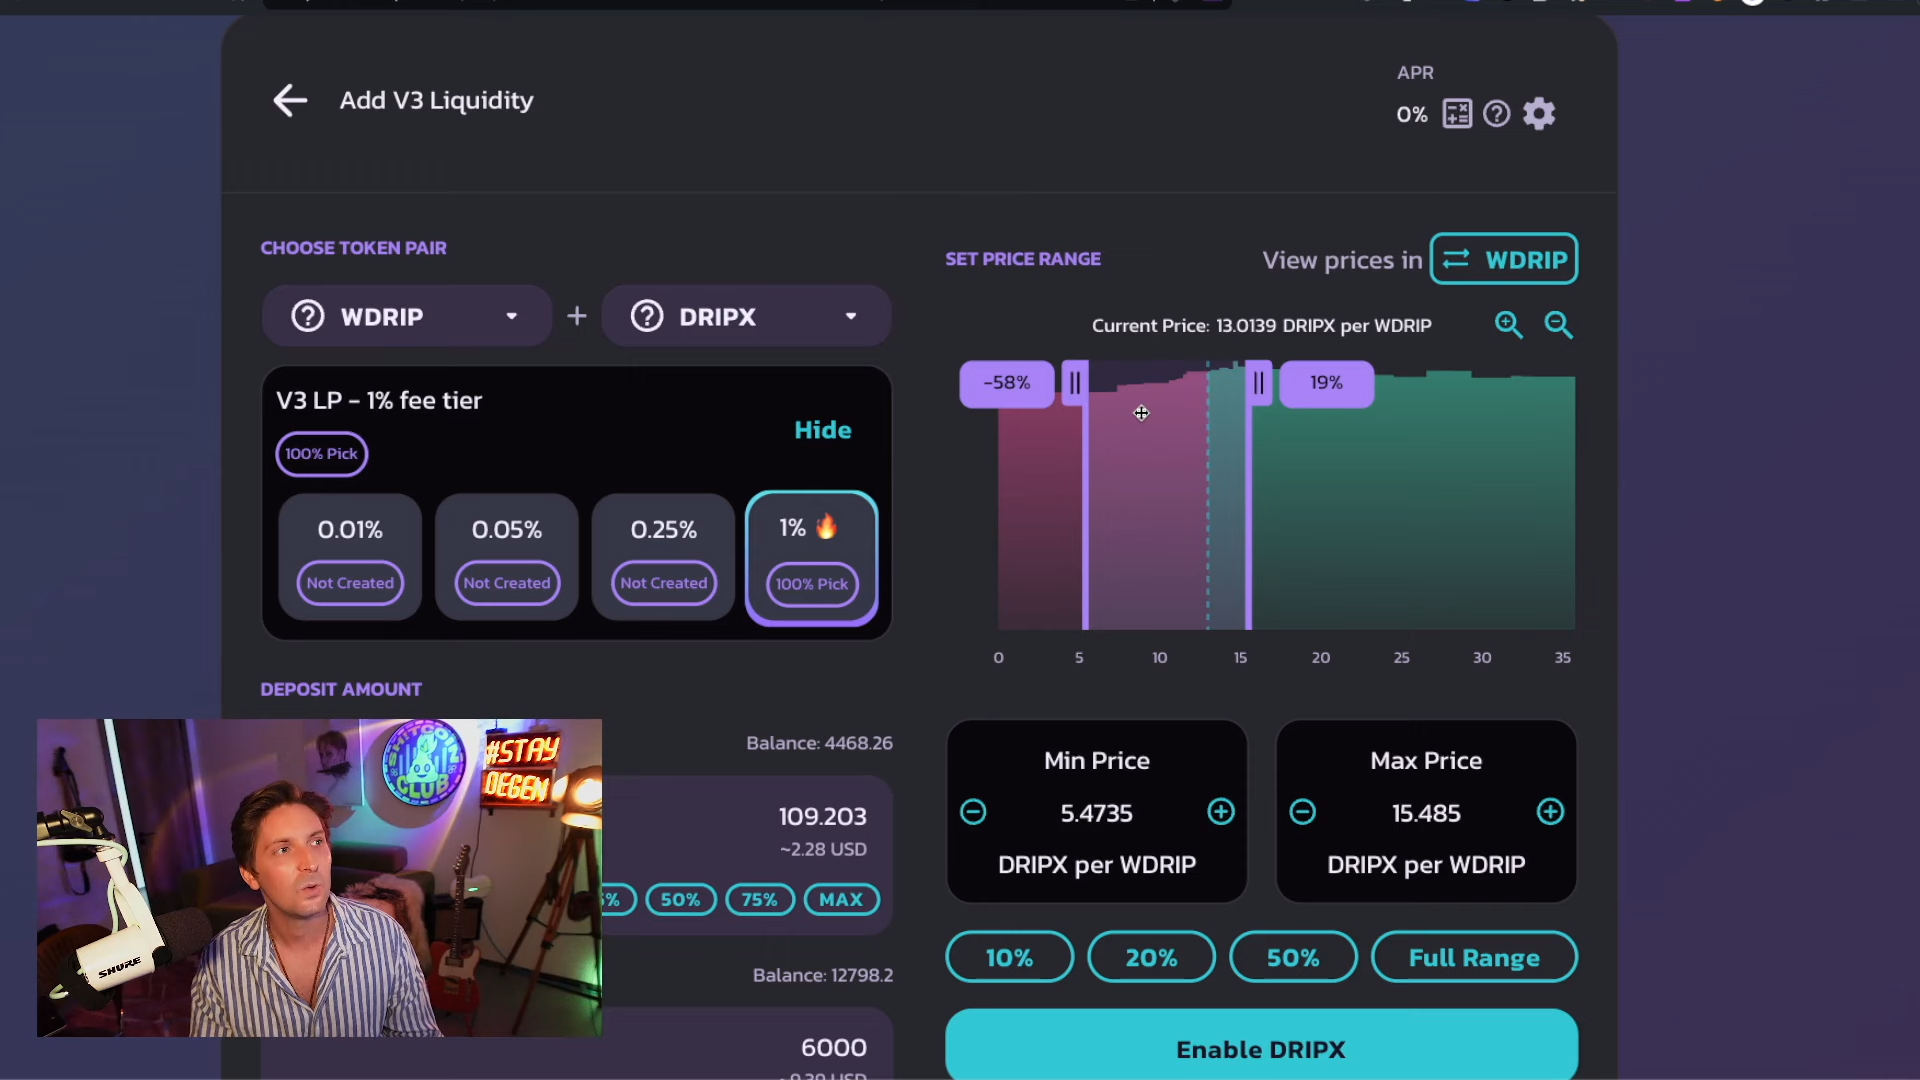 Add V3 Liquidity
APR
0%
CHOOSE TOKEN PAIR
WDRIP
+
DRIPX
V3 LP - 1% fee tier
100% Pick
Hide
0.01%
Not Created
0.05%
Not Created
0.25%
Not Created
1% 🔥
100% Pick
SET PRICE RANGE
View prices in
WDRIP
Current Price: 13.0139 DRIPX per WDRIP
-58%
19%
0 5 10 15 20 25 30 35
DEPOSIT AMOUNT
Balance: 4468.26
109.203
~2.28 USD
50%
75%
MAX
Balance: 12798.2
6000
Min Price
5.4735
DRIPX per WDRIP
Max Price
15.485
DRIPX per WDRIP
10%
20%
50%
Full Range
Enable DRIPX
SH!TCOIN
CLUB
#STAY
DEGEN
SHURE